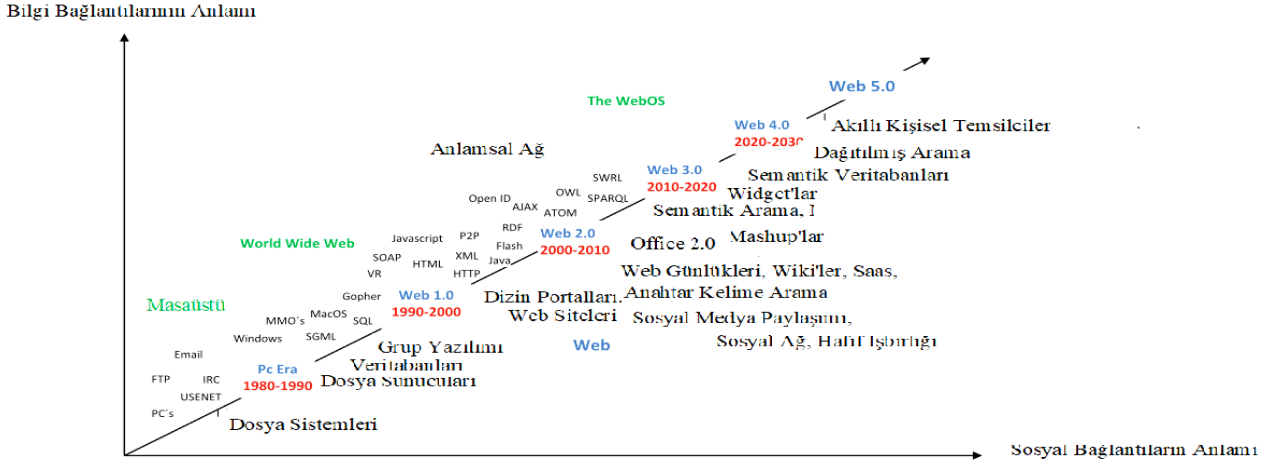 Bilgi Bağlantılarının Anlamı
Web 5.0
The WebOS
Web 4.0
2020-2030
Akıllı Kişisel Temsilciler
Dağıtılmış Arama
Anlamsal Ağ
Web 3.0
2010-2020
Semantik Veritabanları
SWRL
OWL
SPARQL
Widget'lar
Open ID
AJAX
ATOM
Semantik Arama,
RDF
Web 2.0
2000-2010
Mashup'lar
Office 2.0
World Wide Web
Javascript
P2P
Flash
SOAP
HTML
XML
Java
VR
HTTP
Web Günlükleri, Wiki'ler, Saas,
Masaüstü
Gopher
Web 1.0
1990-2000
Dizin Portalları.
Anahtar Kelime Arama
MMO's
MacOS
SQL
Web Siteleri
Sosyal Medya Paylaşımı,
Windows
SGML
Grup Yazılımı
Web
Sosyal Ağ, Hafif İşbirliği
Email
Pc Era
1980-1990
Veritabanları
Dosya Sunucuları
FTP
IRC
USENET
PC's
Dosya Sistemleri
Sosyal Bağlantıların Anlamı